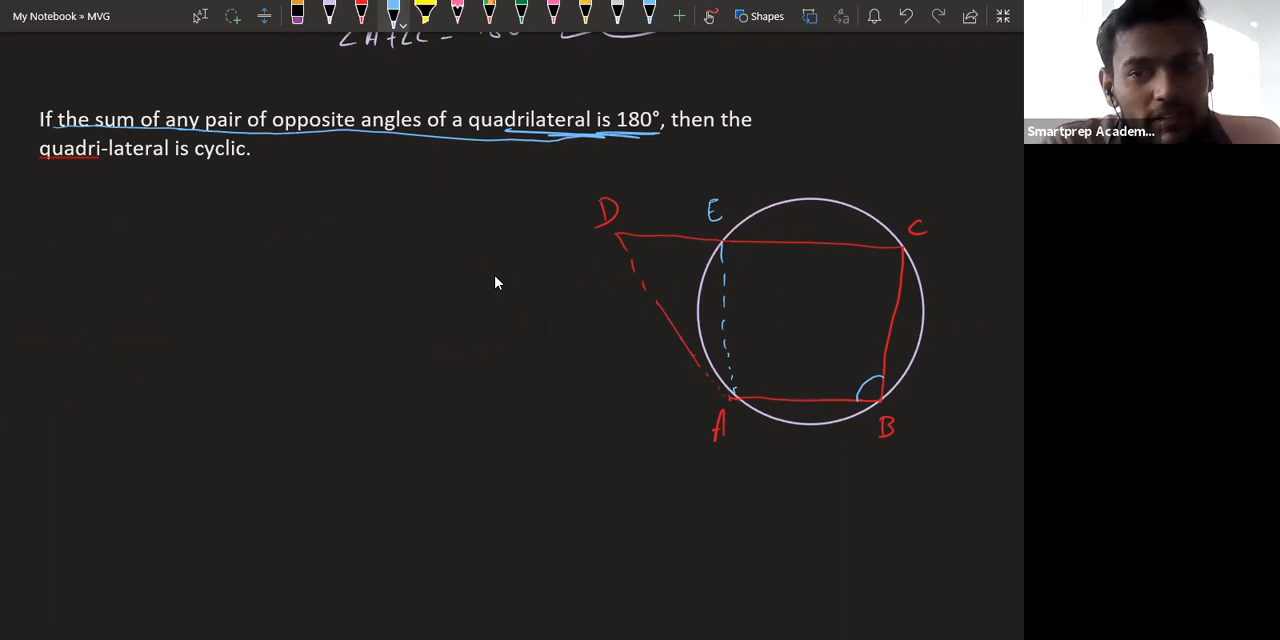 My Notebook » MVG
Shapes
Smartprep Academ...
If the sum of any pair of opposite angles of a quadrilateral is 180°, then the
quadri-lateral is cyclic.
D
E
C
A
B